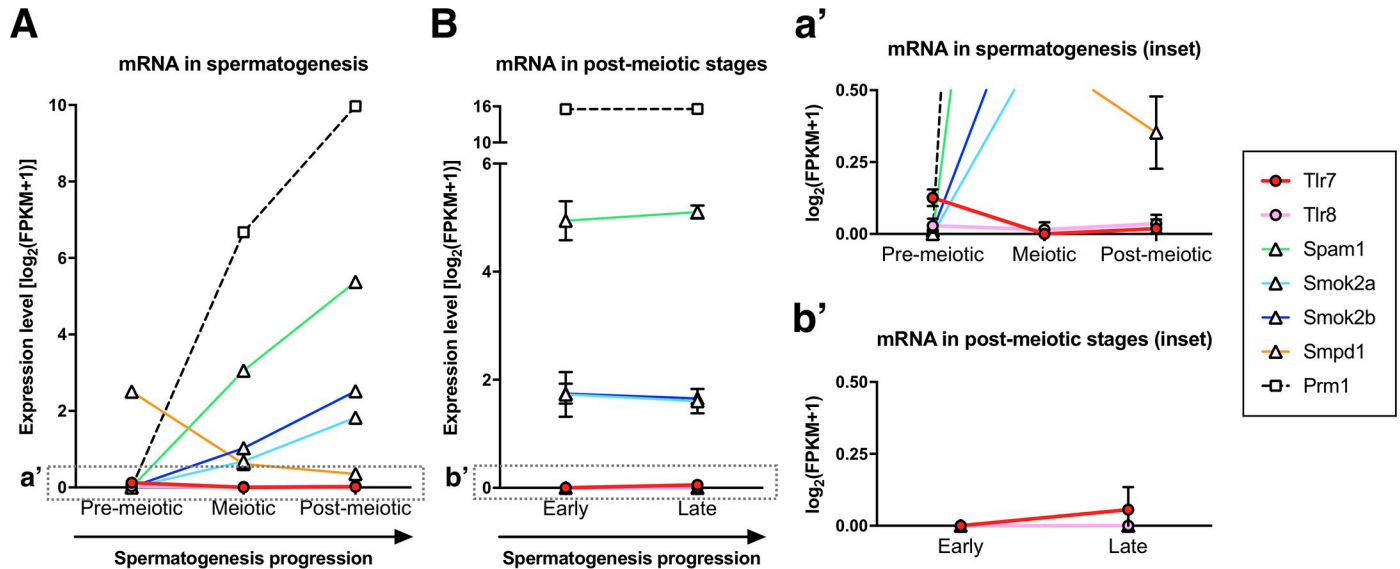 A
mRNA in spermatogenesis
Expression level [log2(FPKM+1)]
10
8
6
4
2
0
a’
Pre-meiotic Meiotic Post-meiotic
Spermatogenesis progression
B
mRNA in post-meiotic stages
Expression level [log2(FPKM+1)]
16
10
6
4
2
0
b’
Early Late
Spermatogenesis progression
a’
mRNA in spermatogenesis (inset)
log2(FPKM+1)
0.50
0.25
0.00
Pre-meiotic Meiotic Post-meiotic
b’
mRNA in post-meiotic stages (inset)
log2(FPKM+1)
0.50
0.25
0.00
Early Late
Tlr7
Tlr8
Spam1
Smok2a
Smok2b
Smpd1
Prm1